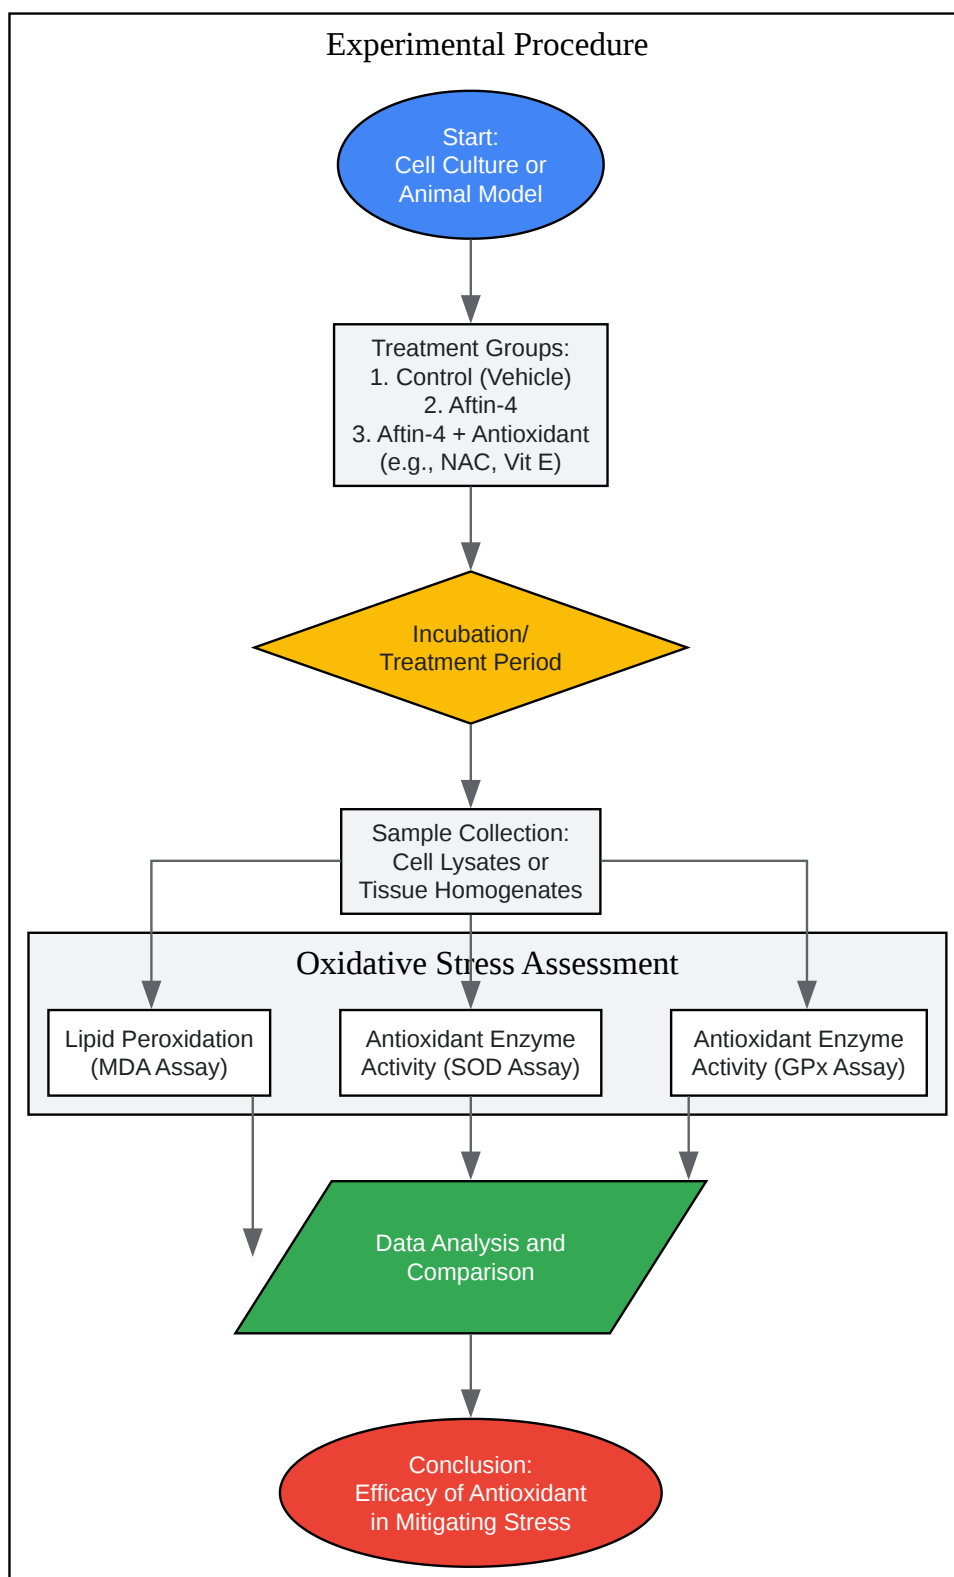 Experimental Procedure
Start:
Cell Culture or
Animal Model
Treatment Groups:
1. Control (Vehicle)
2. Aftin-4
3. Aftin-4 + Antioxidant
(e.g., NAC, Vit E)
Incubation/
Treatment Period
Sample Collection:
Cell Lysates or
Tissue Homogenates
Oxidative Stress Assessment
Lipid Peroxidation
(MDA Assay)
Antioxidant Enzyme
Activity (SOD Assay)
Antioxidant Enzyme
Activity (GPx Assay)
Data Analysis and
Comparison
Conclusion:
Efficacy of Antioxidant
in Mitigating Stress